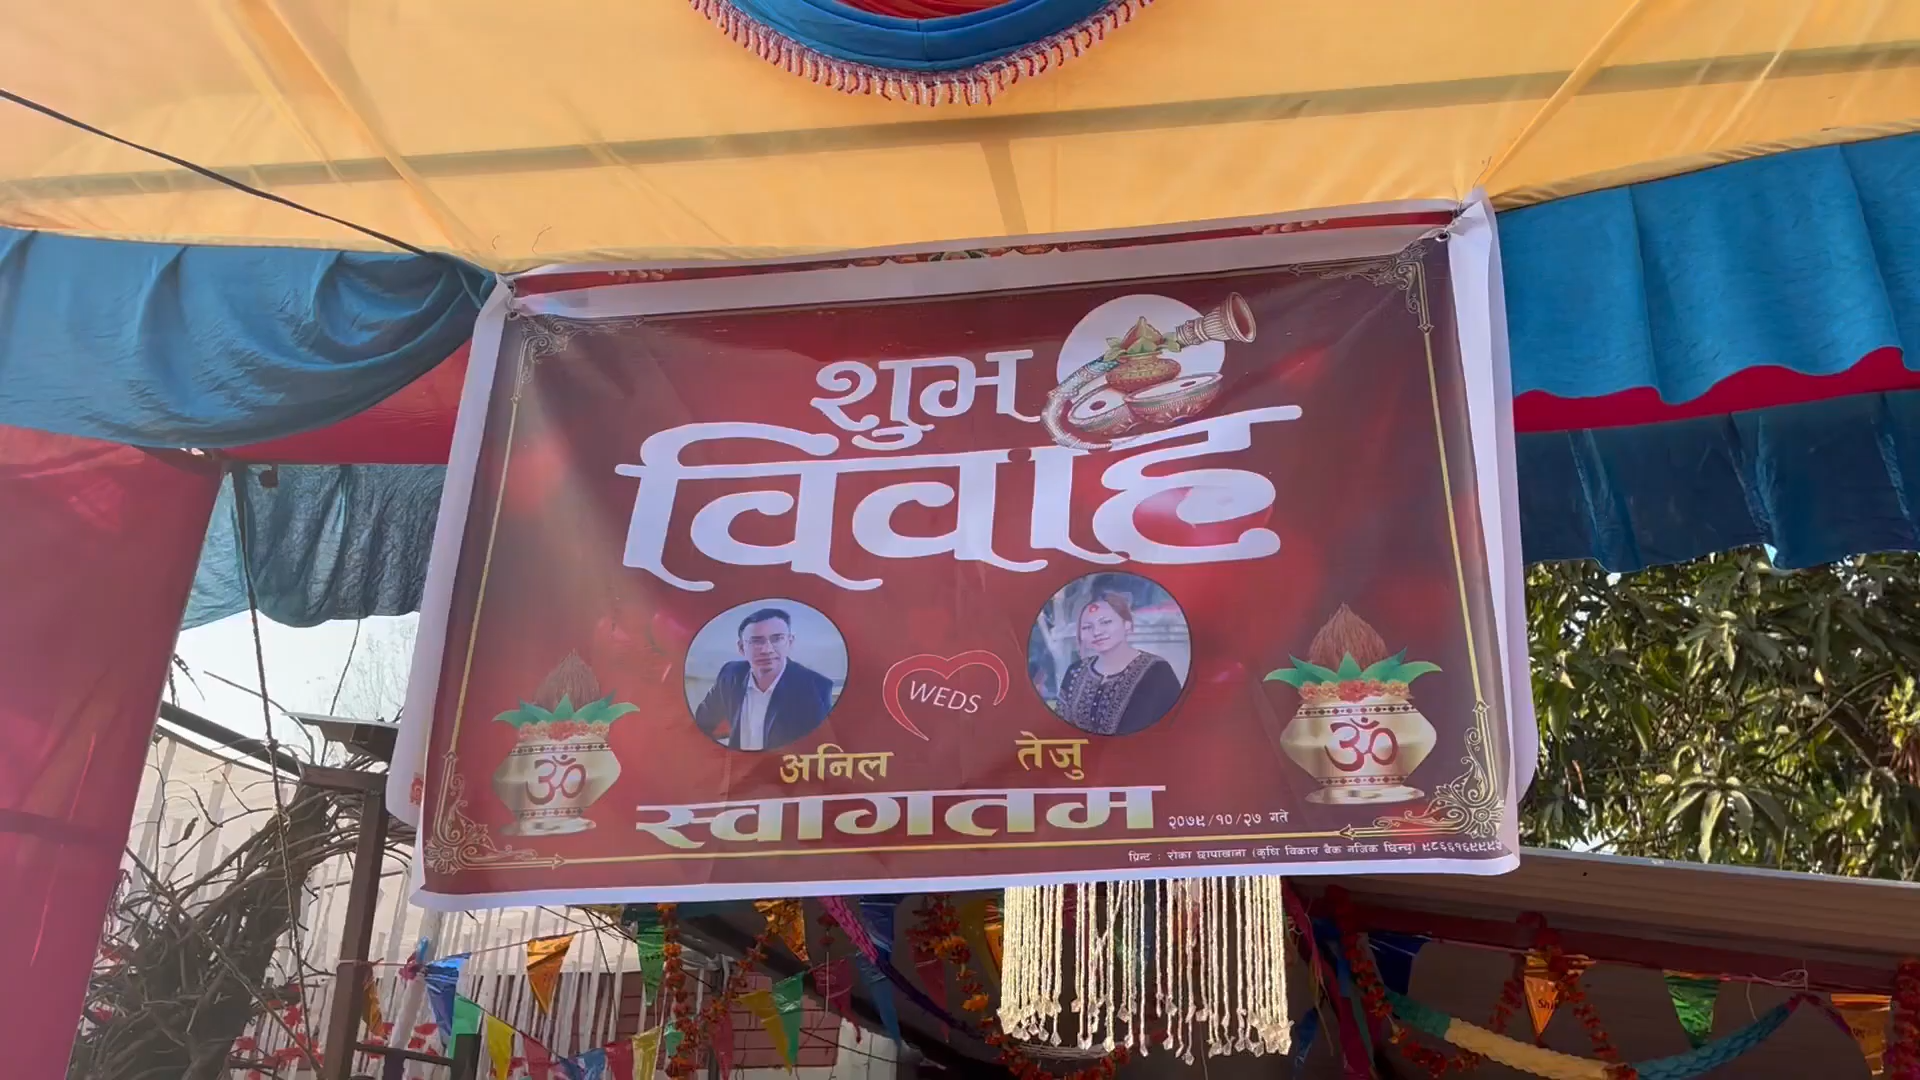 शुभ
विवाह
WEDS
अनिल
तेजु
स्वागतम
२०७९/१०/२७ गते
प्रिन्ट : रोका छापाखाना (कृषि विकास बैंक नजिक
ॐ
ॐ